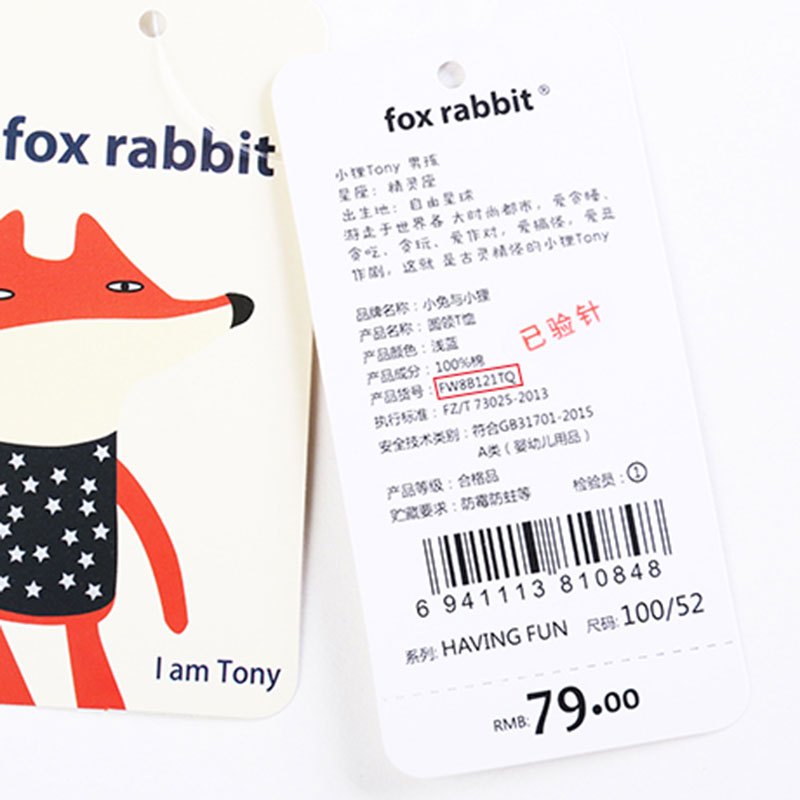 fox rabbit
I am Tony
fox rabbit ®
小狸Tony 男孩
星座：精灵座
出生地：自由星球
游走于世界各 大时尚都市，爱贪睡、
贪吃、贪玩、爱作对，爱搞怪，爱恶
作剧，这就 是古灵精怪的小狸Tony
品牌名称：小兔与小狸
产品名称：圆领T恤
产品颜色：浅蓝
产品成分：100%棉
产品货号：FW8B121TQ
执行标准：FZ/T 73025-2013
安全技术类别：符合GB31701-2015
A类（婴幼儿用品）
已验针
产品等级：合格品
检验员：①
贮藏要求：防霉防蛀等
6 941113 810848
系列: HAVING FUN 尺码: 100/52
RMB: 79.00